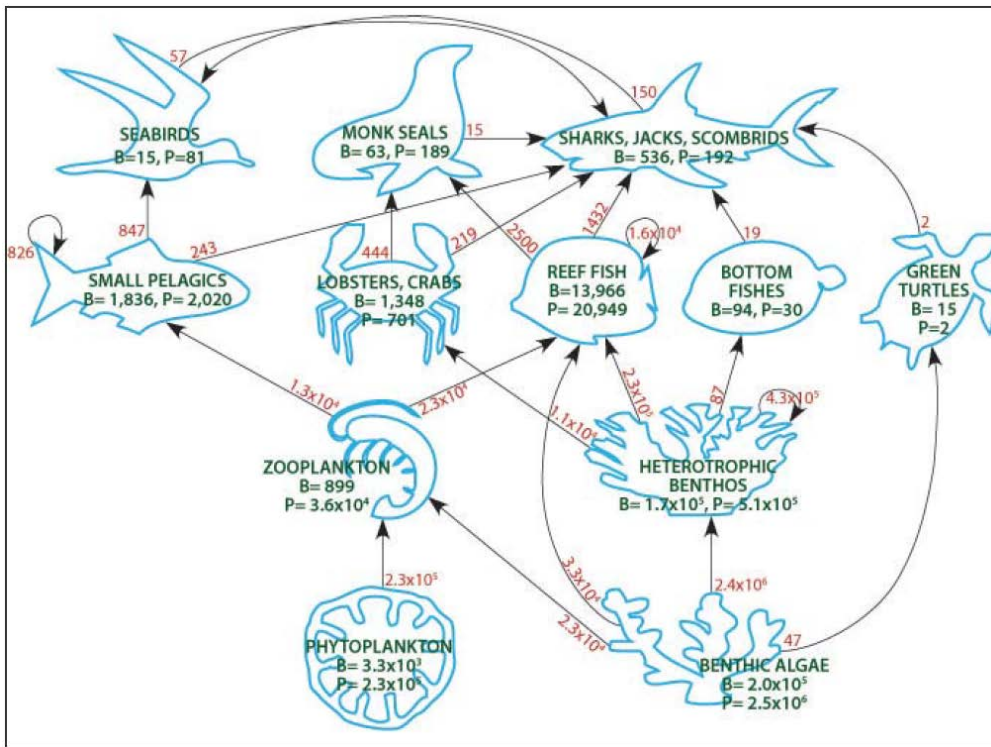 57
150
SEABIRDS
B=15, P=81
MONK SEALS
B= 63, P= 189
15
SHARKS, JACKS, SCOMBRIDS
B= 536, P= 192
826
847
243
444
219
2500
1432
1.6x10⁴
19
2
SMALL PELAGICS
B= 1,836, P= 2,020
LOBSTERS, CRABS
B= 1,348
P= 701
REEF FISH
B=13,966
P= 20,949
BOTTOM
FISHES
B=94, P=30
GREEN
TURTLES
B= 15
P=2
1.3x10⁴
2.3x10⁴
1.1x10⁴
2.3x10⁵
87
4.3x10⁵
ZOOPLANKTON
B= 899
P= 3.6x10⁴
HETEROTROPHIC
BENTHOS
B= 1.7x10⁵, P= 5.1x10⁵
2.3x10⁵
3.3x10⁴
2.3x10⁴
2.4x10⁶
47
PHYTOPLANKTON
B= 3.3x10³
P= 2.3x10⁵
BENTHIC ALGAE
B= 2.0x10⁵
P= 2.5x10⁶